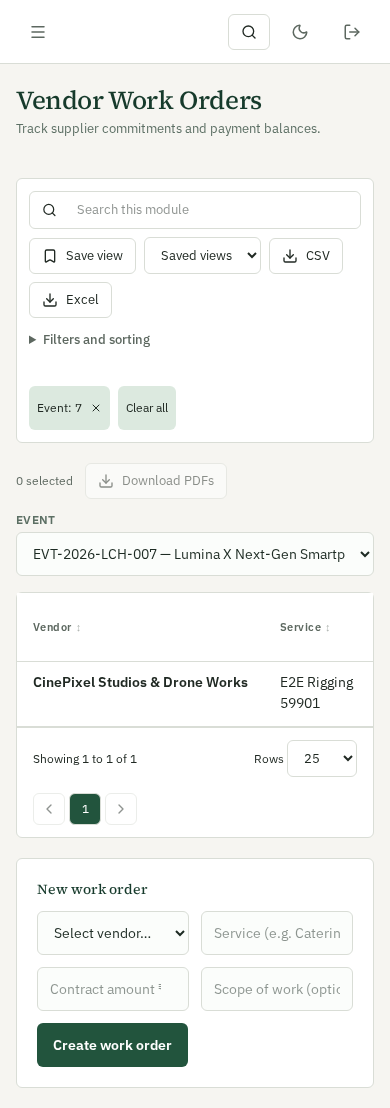 Vendor Work Orders
Track supplier commitments and payment balances.
Search this module
Save view
Saved views
CSV
Excel
Filters and sorting
Event: 7 ×
Clear all
0 selected
Download PDFs
EVENT
EVT-2026-LCH-007 — Lumina X Next-Gen Smartp
Vendor ↕ Service ↕
CinePixel Studios & Drone Works E2E Rigging
59901
Showing 1 to 1 of 1
Rows 25
1
New work order
Select vendor...
Service (e.g. Caterin
Contract amount
Scope of work (optic
Create work order